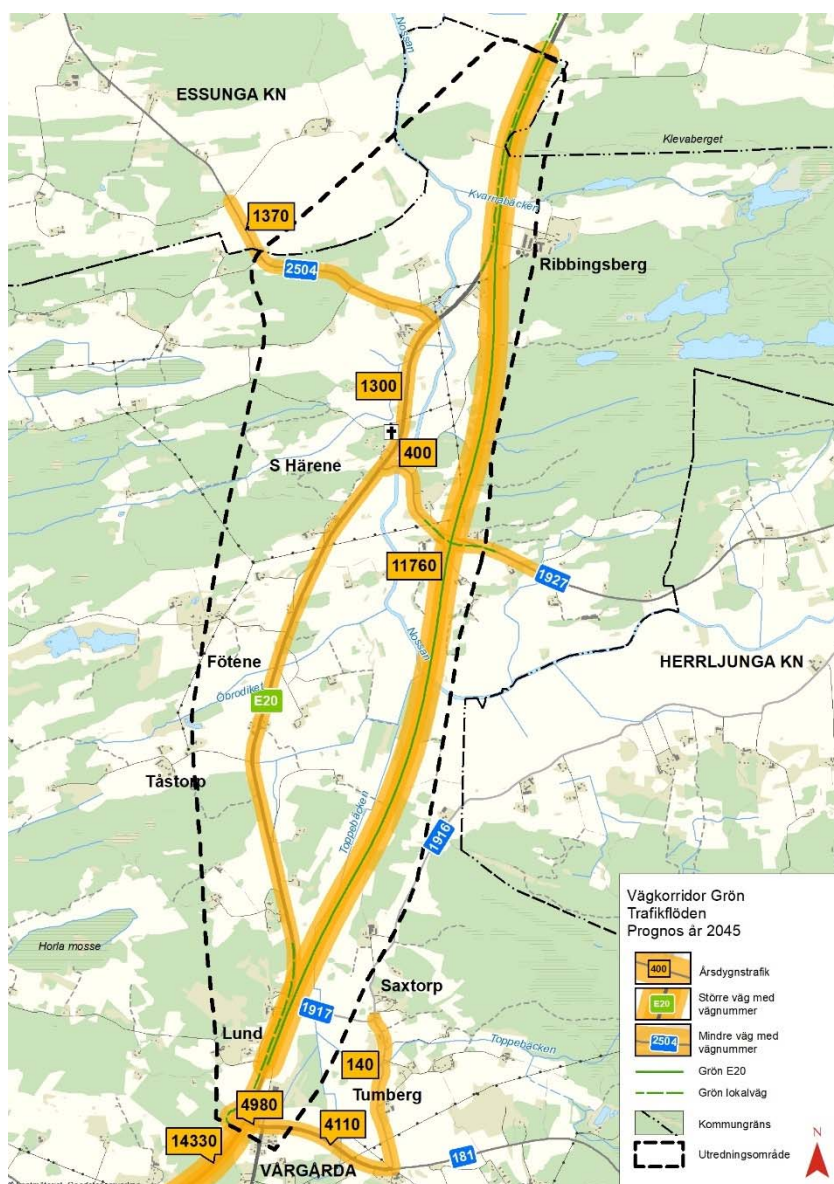 Nossan
ESSUNGA KN
Klevaberget
Kvarnabäcken
1370
2504
Ribbingsberg
1300
400
S Härene
11760
1927
Nossan
Fötene
HERRLJUNGA KN
Öbrodiket
E20
Tåstorp
Toppebäcken
1916
Horla mosse
Saxtorp
1917
Lund
Toppebäcken
140
Tumberg
4980
4110
14330
181
VÅRGÅRDA
Vägkorridor Grön
Trafikflöden
Prognos år 2045
400 Årsdygnstrafik
E20 Större väg med
vägnummer
2504 Mindre väg med
vägnummer
Grön E20
Grön lokalväg
Kommungräns
Utredningsområde
N